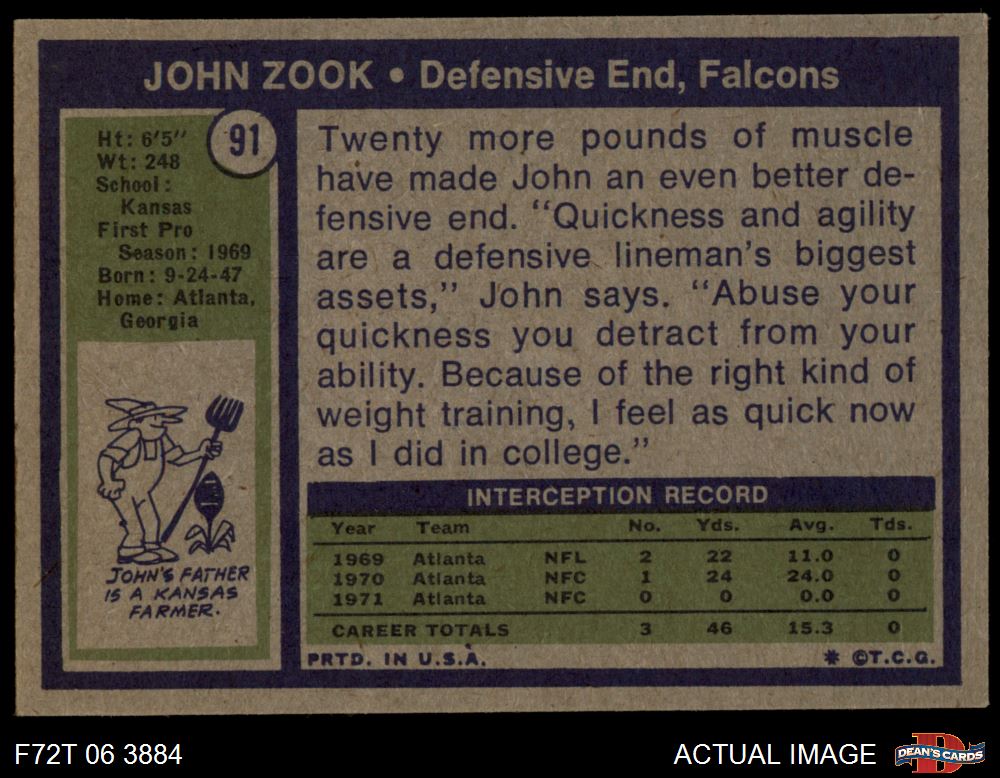 JOHN ZOOK • Defensive End, Falcons
91
Ht: 6'5"
Wt: 248
School:
Kansas
First Pro
Season: 1969
Born: 9-24-47
Home: Atlanta,
Georgia
JOHN'S FATHER
IS A KANSAS
FARMER.
Twenty more pounds of muscle
have made John an even better de-
fensive end. "Quickness and agility
are a defensive lineman's biggest
assets," John says. "Abuse your
quickness you detract from your
ability. Because of the right kind of
weight training, I feel as quick now
as I did in college."
INTERCEPTION RECORD
Year Team No. Yds. Avg. Tds.
1969 Atlanta NFL 2 22 11.0 0
1970 Atlanta NFC 1 24 24.0 0
1971 Atlanta NFC 0 0 0.0 0
CAREER TOTALS 3 46 15.3 0
PRTD. IN U.S.A. * ©T.C.G.
F72T 06 3884 ACTUAL IMAGE
D
DEAN'S CARDS